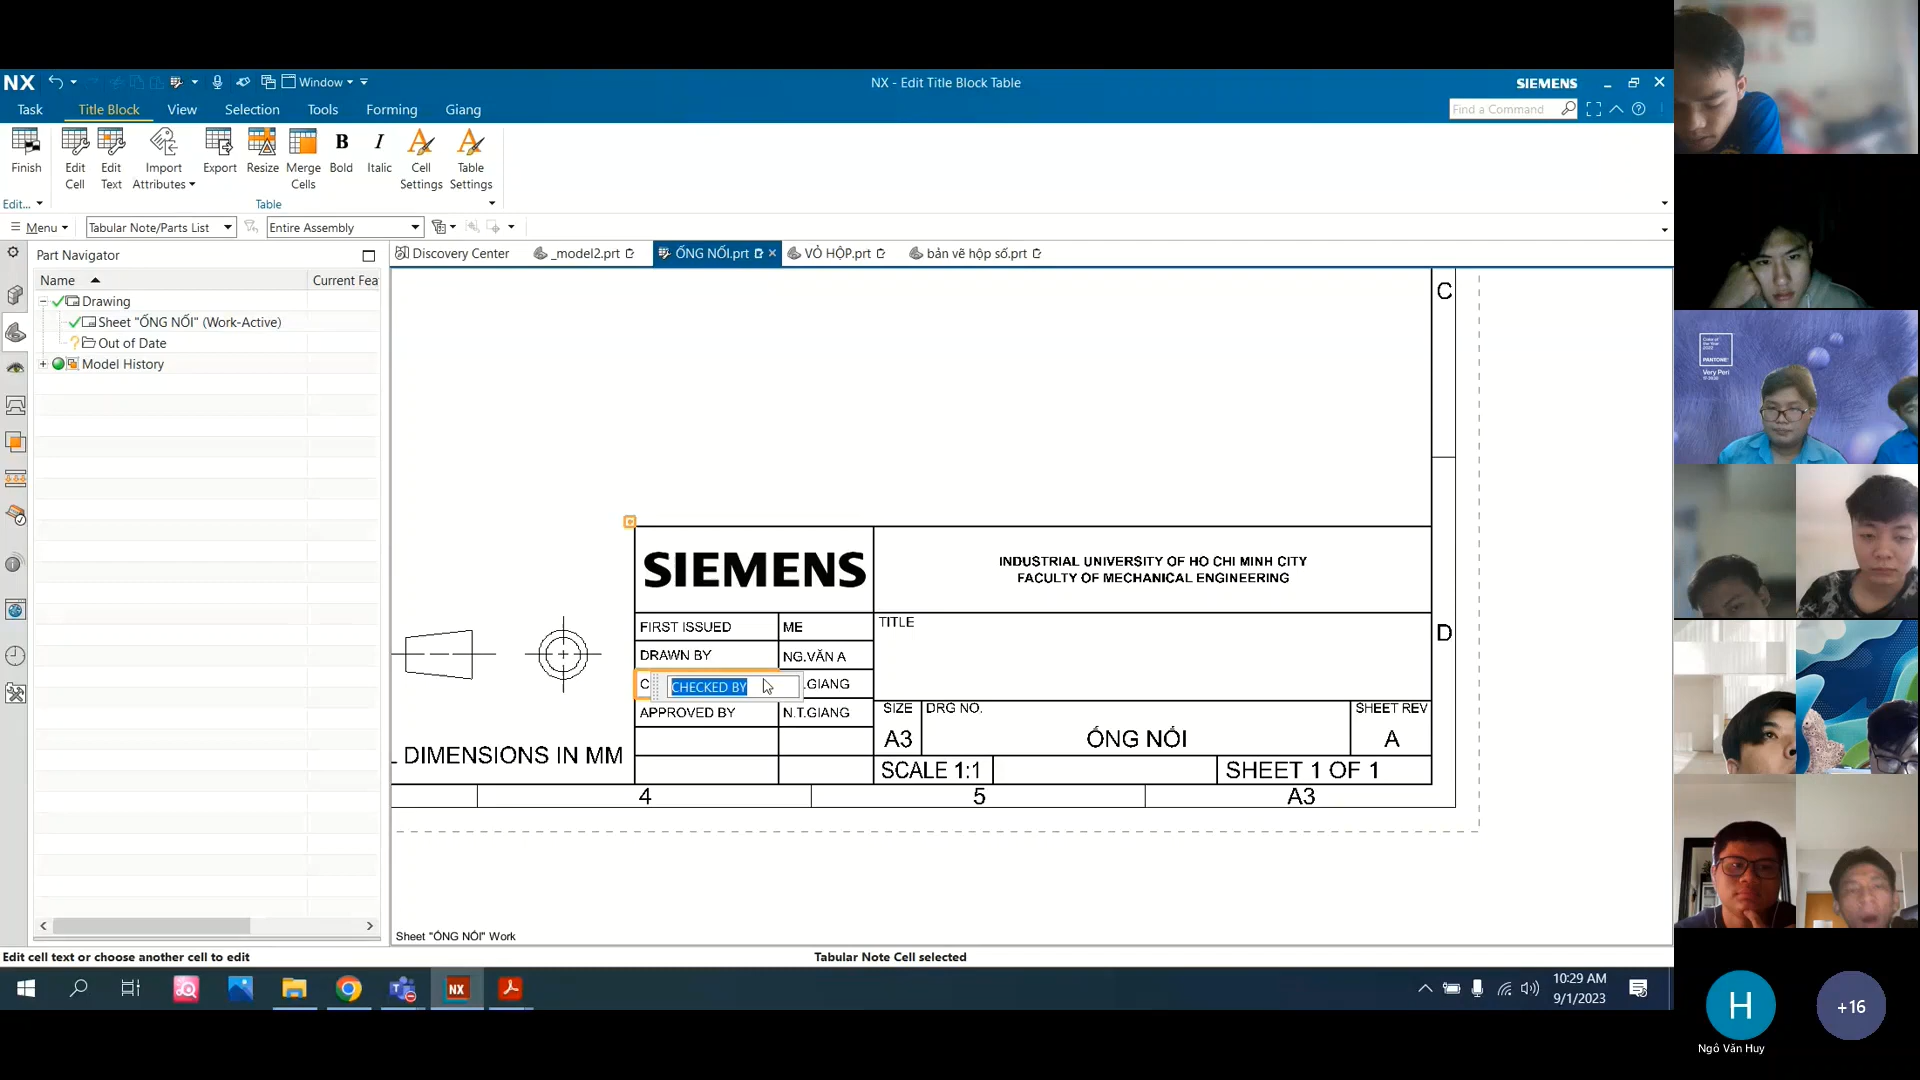 NX
Window
NX - Edit Title Block Table
SIEMENS
Task
Title Block
View
Selection
Tools
Forming
Giang
Find a Command
Finish
Edit Cell
Edit Text
Import Attributes
Export
Resize
Merge Cells
B
Bold
I
Italic
A
Cell Settings
A
Table Settings
Edit...
Table
Menu
Tabular Note/Parts List
Entire Assembly
Part Navigator
Discovery Center
_model2.prt
ỐNG NỐI.prt
VỎ HỘP.prt
bản vẽ hộp số.prt
Name
Current Fea
Drawing
Sheet "ỐNG NỐI" (Work-Active)
Out of Date
Model History
C
SIEMENS
INDUSTRIAL UNIVERSITY OF HO CHI MINH CITY
FACULTY OF MECHANICAL ENGINEERING
FIRST ISSUED
ME
TITLE
D
DRAWN BY
NG.VĂN A
C
CHECKED BY
.GIANG
APPROVED BY
N.T.GIANG
SIZE
DRG NO.
SHEET REV
A3
ỐNG NỐI
A
L DIMENSIONS IN MM
SCALE 1:1
SHEET 1 OF 1
4
5
A3
Sheet "ỐNG NỐI" Work
Edit cell text or choose another cell to edit
Tabular Note Cell selected
NX
10:29 AM
9/1/2023
PANTONE
Very Peri
H
+16
Ngô Văn Huy